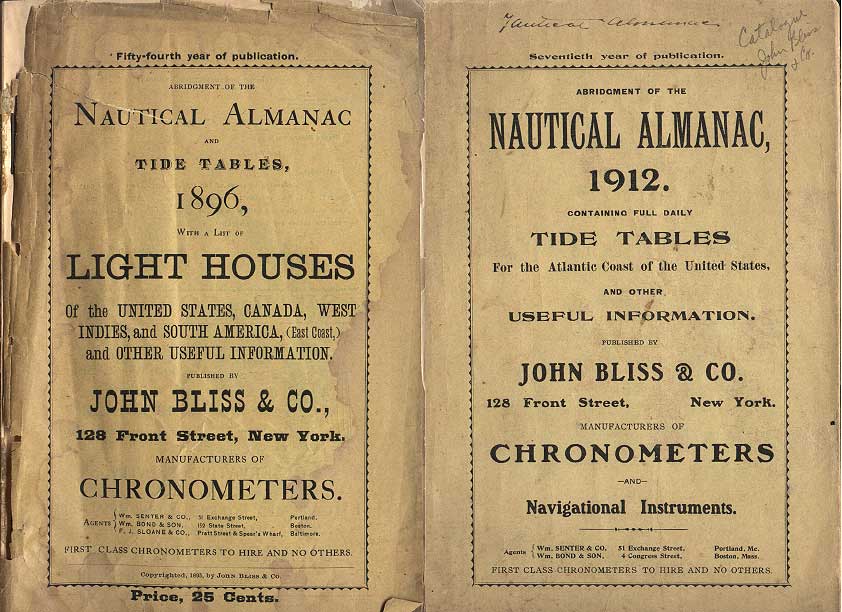 Fifty-fourth year of publication.
ABRIDGMENT OF THE
NAUTICAL ALMANAC
AND
TIDE TABLES,
1896,
WITH A LIST OF
LIGHT HOUSES
Of the UNITED STATES, CANADA, WEST
INDIES, and SOUTH AMERICA, (East Coast,)
and OTHER USEFUL INFORMATION.
PUBLISHED BY
JOHN BLISS & CO.,
128 Front Street, New York.
MANUFACTURERS OF
CHRONOMETERS.
AGENTS
Wm. SENTER & CO., 51 Exchange Street, Portland.
Wm. BOND & SON, 152 State Street, Boston.
F. J. SLOANE & CO., Pratt Street & Spear's Wharf, Baltimore.
FIRST CLASS CHRONOMETERS TO HIRE AND NO OTHERS.
Copyrighted, 1895, by JOHN BLISS & CO.
Price, 25 Cents.
Nautical Almanac
Catalogue
John Bliss
& Co.
Seventieth year of publication.
ABRIDGMENT OF THE
NAUTICAL ALMANAC,
1912.
CONTAINING FULL DAILY
TIDE TABLES
For the Atlantic Coast of the United States,
AND OTHER
USEFUL INFORMATION.
PUBLISHED BY
JOHN BLISS & CO.
128 Front Street, New York.
MANUFACTURERS OF
CHRONOMETERS
—AND—
Navigational Instruments.
Agents
Wm. SENTER & CO. 51 Exchange Street, Portland, Me.
Wm. BOND & SON, 4 Congress Street, Boston, Mass.
FIRST CLASS CHRONOMETERS TO HIRE AND NO OTHERS.